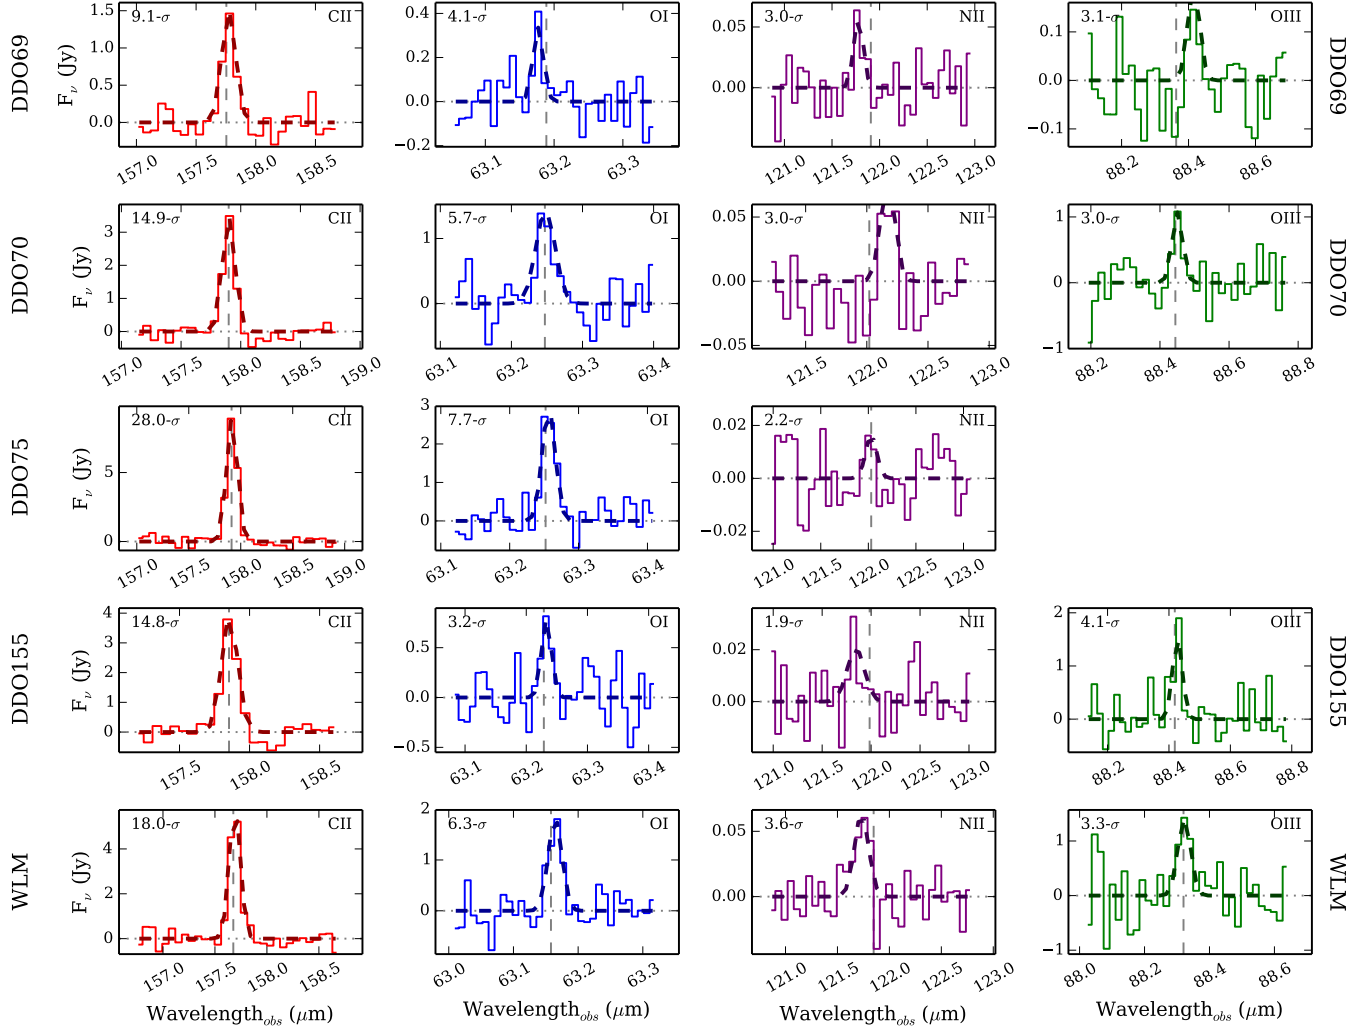 9.1-σ CII
4.1-σ OI
3.0-σ NII
3.1-σ OIII
DDO69
F_ν (Jy)
1.5
1.0
0.5
0.0
157.0 157.5 158.0 158.5
0.4
0.2
0.0
−0.2
63.1 63.2 63.3
0.05
0.00
121.0 121.5 122.0 122.5 123.0
0.1
0.0
−0.1
88.2 88.4 88.6
DDO69
14.9-σ CII
5.7-σ OI
3.0-σ NII
3.0-σ OIII
DDO70
F_ν (Jy)
3
2
1
0
157.0 157.5 158.0 158.5 159.0
1
0
63.1 63.2 63.3 63.4
0.05
0.00
−0.05
121.5 122.0 122.5 123.0
1
0
−1
88.2 88.4 88.6 88.8
DDO70
28.0-σ CII
7.7-σ OI
2.2-σ NII
DDO75
F_ν (Jy)
5
0
157.0 157.5 158.0 158.5 159.0
3
2
1
0
63.1 63.2 63.3 63.4
0.02
0.00
−0.02
121.0 121.5 122.0 122.5 123.0
14.8-σ CII
3.2-σ OI
1.9-σ NII
4.1-σ OIII
DDO155
F_ν (Jy)
4
3
2
1
0
157.5 158.0 158.5
0.5
0.0
−0.5
63.1 63.2 63.3 63.4
0.02
0.00
121.0 121.5 122.0 122.5 123.0
2
1
0
88.2 88.4 88.6 88.8
DDO155
18.0-σ CII
6.3-σ OI
3.6-σ NII
3.3-σ OIII
WLM
F_ν (Jy)
4
2
0
157.0 157.5 158.0 158.5
2
1
0
63.0 63.1 63.2 63.3
0.05
0.00
121.0 121.5 122.0 122.5 123.0
1
0
−1
88.0 88.2 88.4 88.6
WLM
Wavelength_obs (μm)
Wavelength_obs (μm)
Wavelength_obs (μm)
Wavelength_obs (μm)